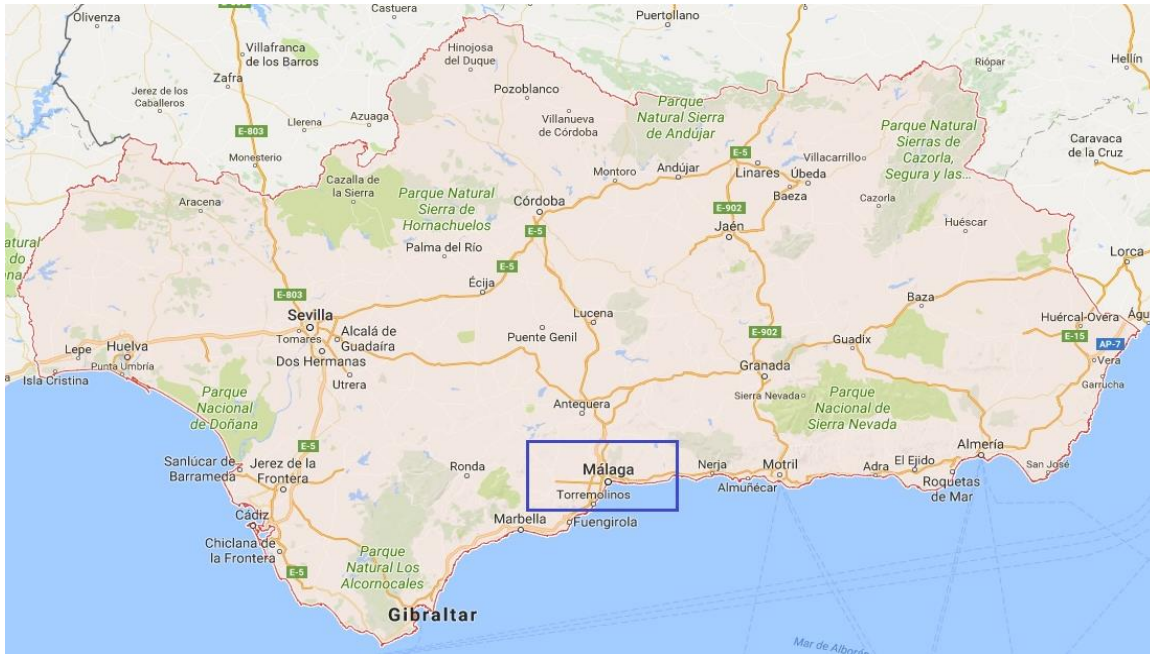 Olivenza
Castuera
Puertollano
Villafranca
de los Barros
Hinojosa
del Duque
Riópar
Hellín
Zafra
Pozoblanco
Jerez de los
Caballeros
Llerena
Azuaga
Villanueva
de Córdoba
Parque
Natural Sierra
de Andújar
Parque Natural
Sierras de
Cazorla,
Segura y las...
Caravaca
de la Cruz
E-803
Monesterio
E-5
Villacarrillo
Cazalla de
la Sierra
Montoro
Andújar
Linares
Úbeda
Baeza
Aracena
Parque Natural
Sierra de
Hornachuelos
Córdoba
E-902
Cazorla
Huéscar
E-5
Jaén
Palma del Río
Lorca
E-5
Écija
E-803
Baza
Sevilla
Tomares
Alcalá de
Guadaíra
Dos Hermanas
Lucena
Puente Genil
E-902
Guadix
Huércal-Overa
E-15
AP-7
Lepe
Huelva
Punta Umbría
Isla Cristina
Utrera
Granada
Vera
Garrucha
Parque
Nacional
de Doñana
Antequera
Sierra Nevada
Parque
Nacional de
Sierra Nevada
E-5
Almería
Sanlúcar de
Barrameda
Jerez de la
Frontera
Ronda
Málaga
Torremolinos
Nerja
Motril
Almuñécar
Adra
El Ejido
Roquetas
de Mar
San José
Cádiz
Marbella
Fuengirola
Chiclana de
la Frontera
E-5
Parque
Natural Los
Alcornocales
Gibraltar
Mar de Alborán